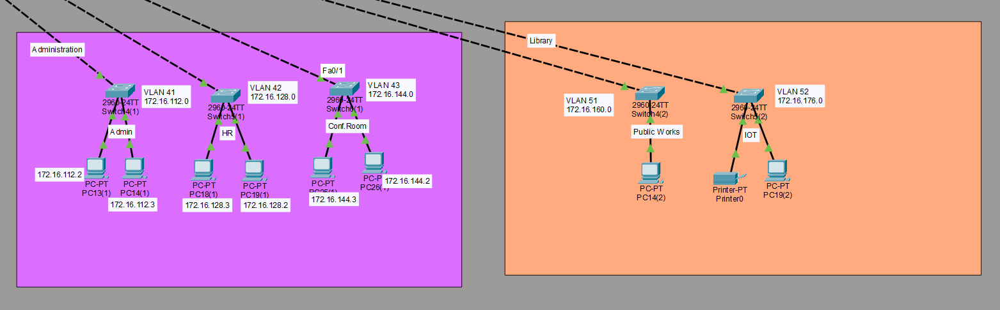 Administration
VLAN 41
172.16.112.0
2960-24TT
Switch4(1)
Admin
172.16.112.2
PC-PT
PC13(1)
PC-PT
PC14(1)
172.16.112.3
VLAN 42
172.16.128.0
2960-24TT
Switch5(1)
HR
PC-PT
PC18(1)
172.16.128.3
PC-PT
PC19(1)
172.16.128.2
Fa0/1
VLAN 43
172.16.144.0
2960-24TT
Switch6(1)
Conf.Room
PC-PT
PC25(1)
172.16.144.3
PC-P
PC26(1)
172.16.144.2
Library
VLAN 51
172.16.160.0
2960-24TT
Switch4(2)
Public Works
PC-PT
PC14(2)
VLAN 52
172.16.176.0
2960-24TT
Switch5(2)
IOT
Printer-PT
Printer0
PC-PT
PC19(2)